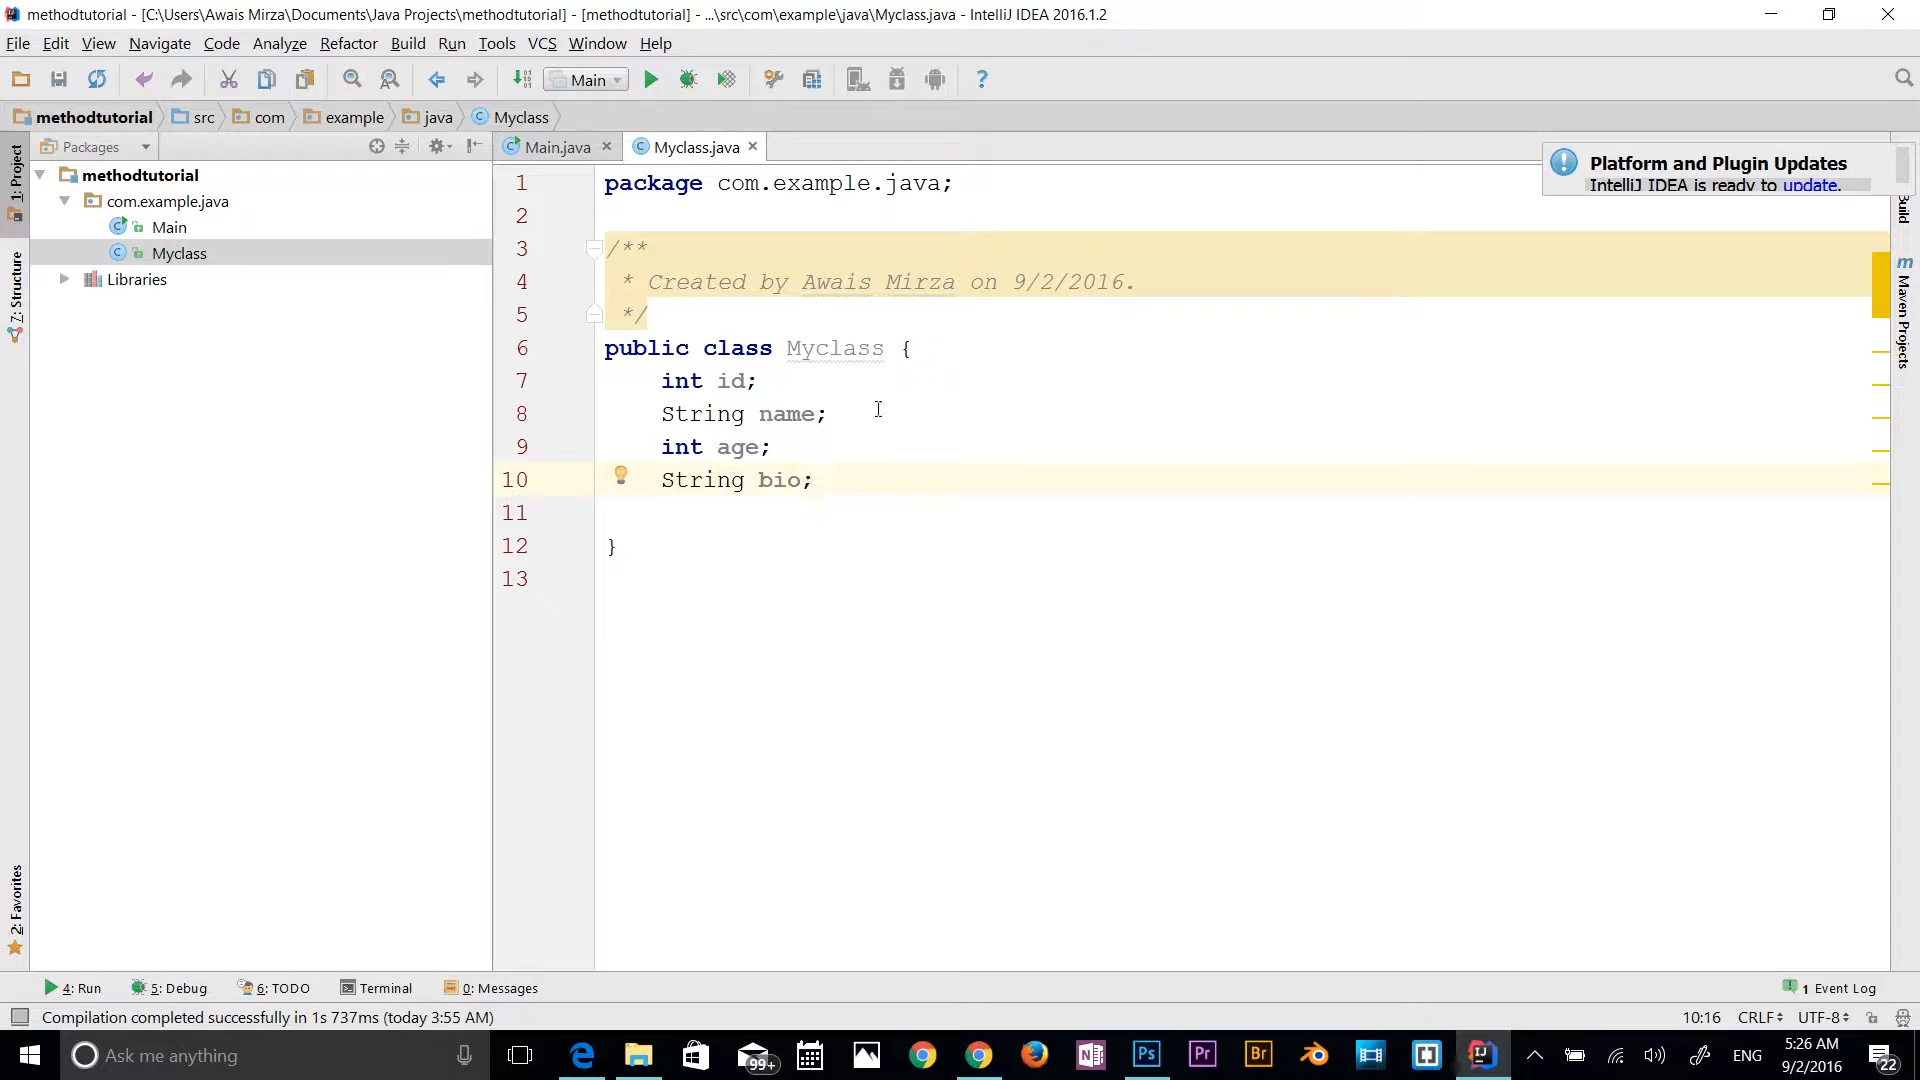 methodtutorial - [C:\Users\Awais Mirza\Documents\Java Projects\methodtutorial] - [methodtutorial] - ...\src\com\example\java\Myclass.java - IntelliJ IDEA 2016.1.2
File Edit View Navigate Code Analyze Refactor Build Run Tools VCS Window Help
Main
methodtutorial src com example java Myclass
Packages
Main.java
Myclass.java
1: Project
7: Structure
2: Favorites
methodtutorial
com.example.java
Main
Myclass
Libraries
1 package com.example.java;
2
3 /**
4 * Created by Awais Mirza on 9/2/2016.
5 */
6 public class Myclass {
7 int id;
8 String name;
9 int age;
10 String bio;
11
12 }
13
Platform and Plugin Updates
IntelliJ IDEA is ready to update.
Maven Projects
4: Run 5: Debug 6: TODO Terminal 0: Messages
1 Event Log
Compilation completed successfully in 1s 737ms (today 3:55 AM)
10:16 CRLF UTF-8
Ask me anything
99+
Ps
Pr
Br
ENG
5:26 AM
9/2/2016
22